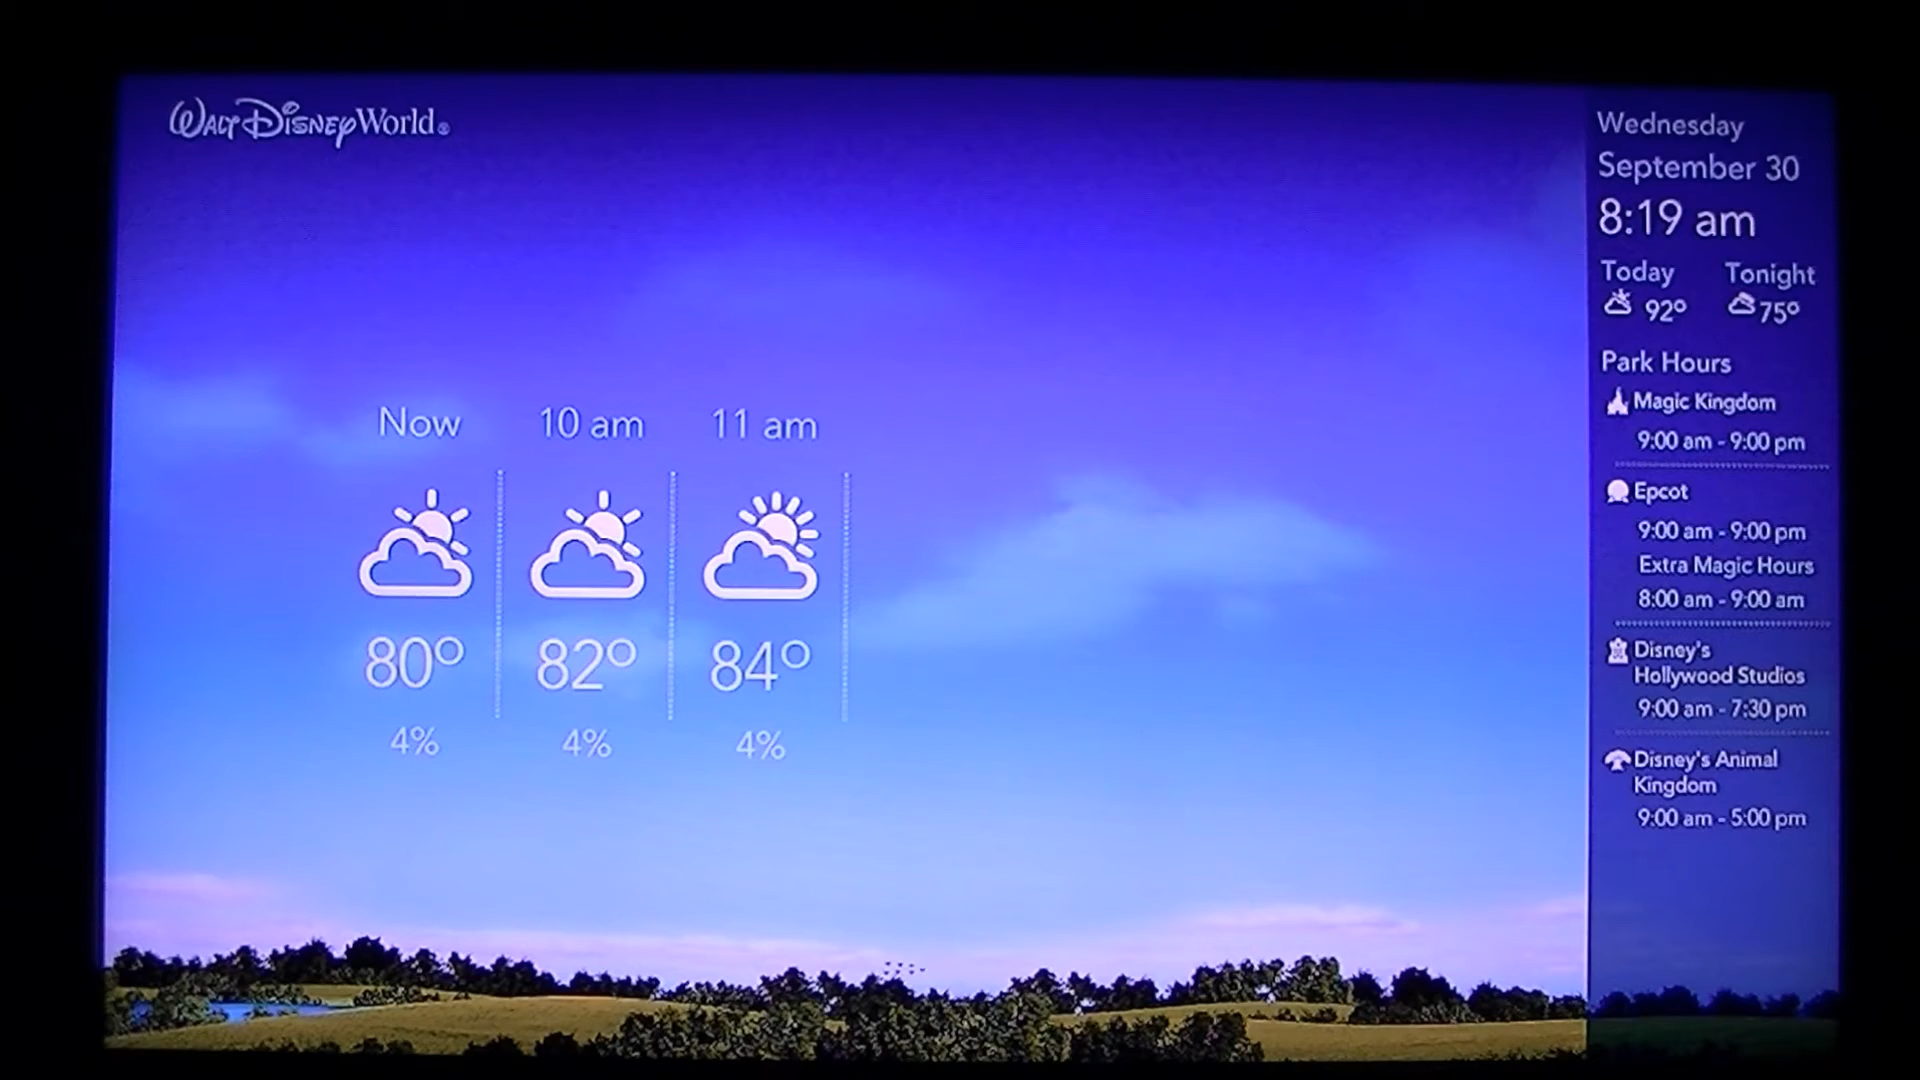 Walt Disney World®
Now
10 am
11 am
80°
82°
84°
4%
4%
4%
Wednesday
September 30
8:19 am
Today Tonight
92° 75°
Park Hours
Magic Kingdom
9:00 am - 9:00 pm
Epcot
9:00 am - 9:00 pm
Extra Magic Hours
8:00 am - 9:00 am
Disney's
Hollywood Studios
9:00 am - 7:30 pm
Disney's Animal
Kingdom
9:00 am - 5:00 pm